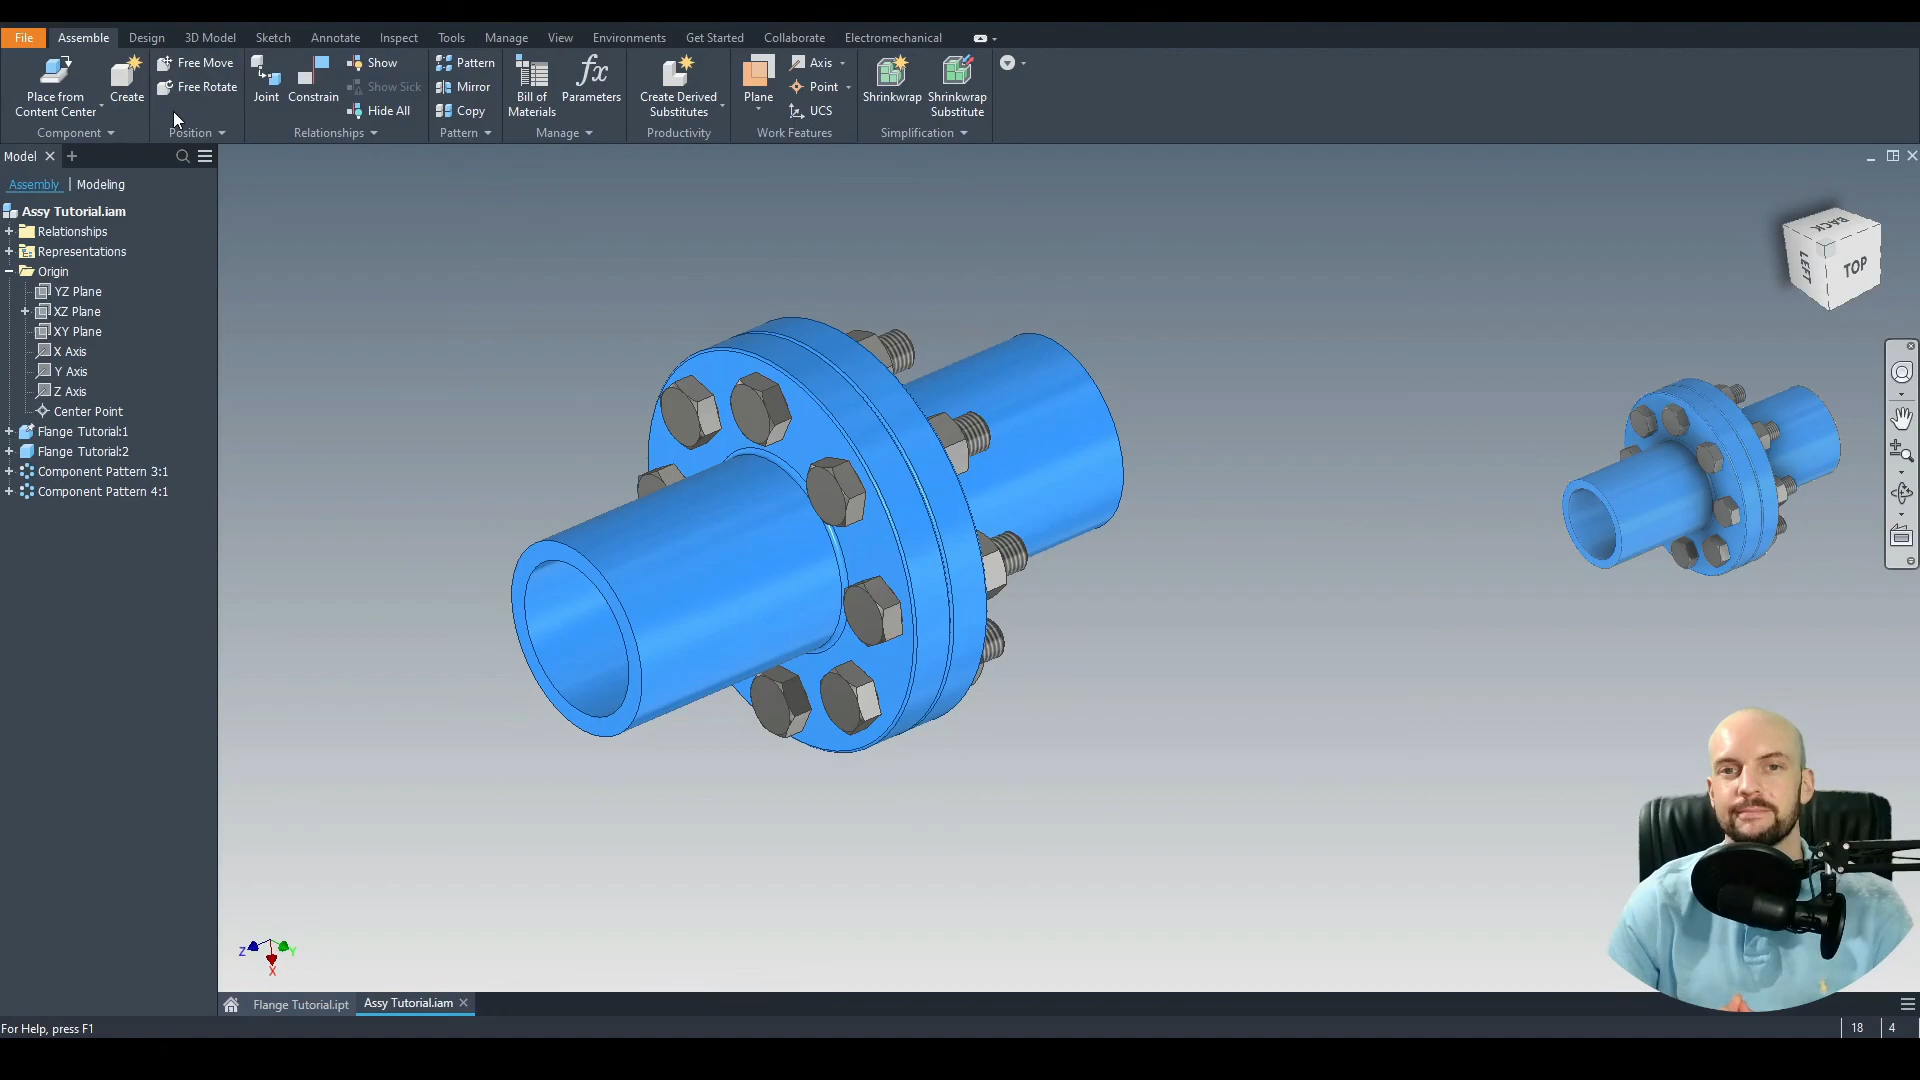 File Assemble Design 3D Model Sketch Annotate Inspect Tools Manage View Environments Get Started Collaborate Electromechanical
Place from
Content Center
Create
Free Move
Free Rotate
Joint
Constrain
Show
Show Sick
Hide All
Pattern
Mirror
Copy
Bill of
Materials
fx
Parameters
Create Derived
Substitutes
Plane
Axis
Point
UCS
Shrinkwrap
Shrinkwrap
Substitute
Component Position Relationships Pattern Manage Productivity Work Features Simplification
Model
Assembly | Modeling
Assy Tutorial.iam
Relationships
Representations
Origin
YZ Plane
XZ Plane
XY Plane
X Axis
Y Axis
Z Axis
Center Point
Flange Tutorial:1
Flange Tutorial:2
Component Pattern 3:1
Component Pattern 4:1
BACK
LEFT
TOP
Z
Y
X
Flange Tutorial.ipt Assy Tutorial.iam
For Help, press F1
18 4